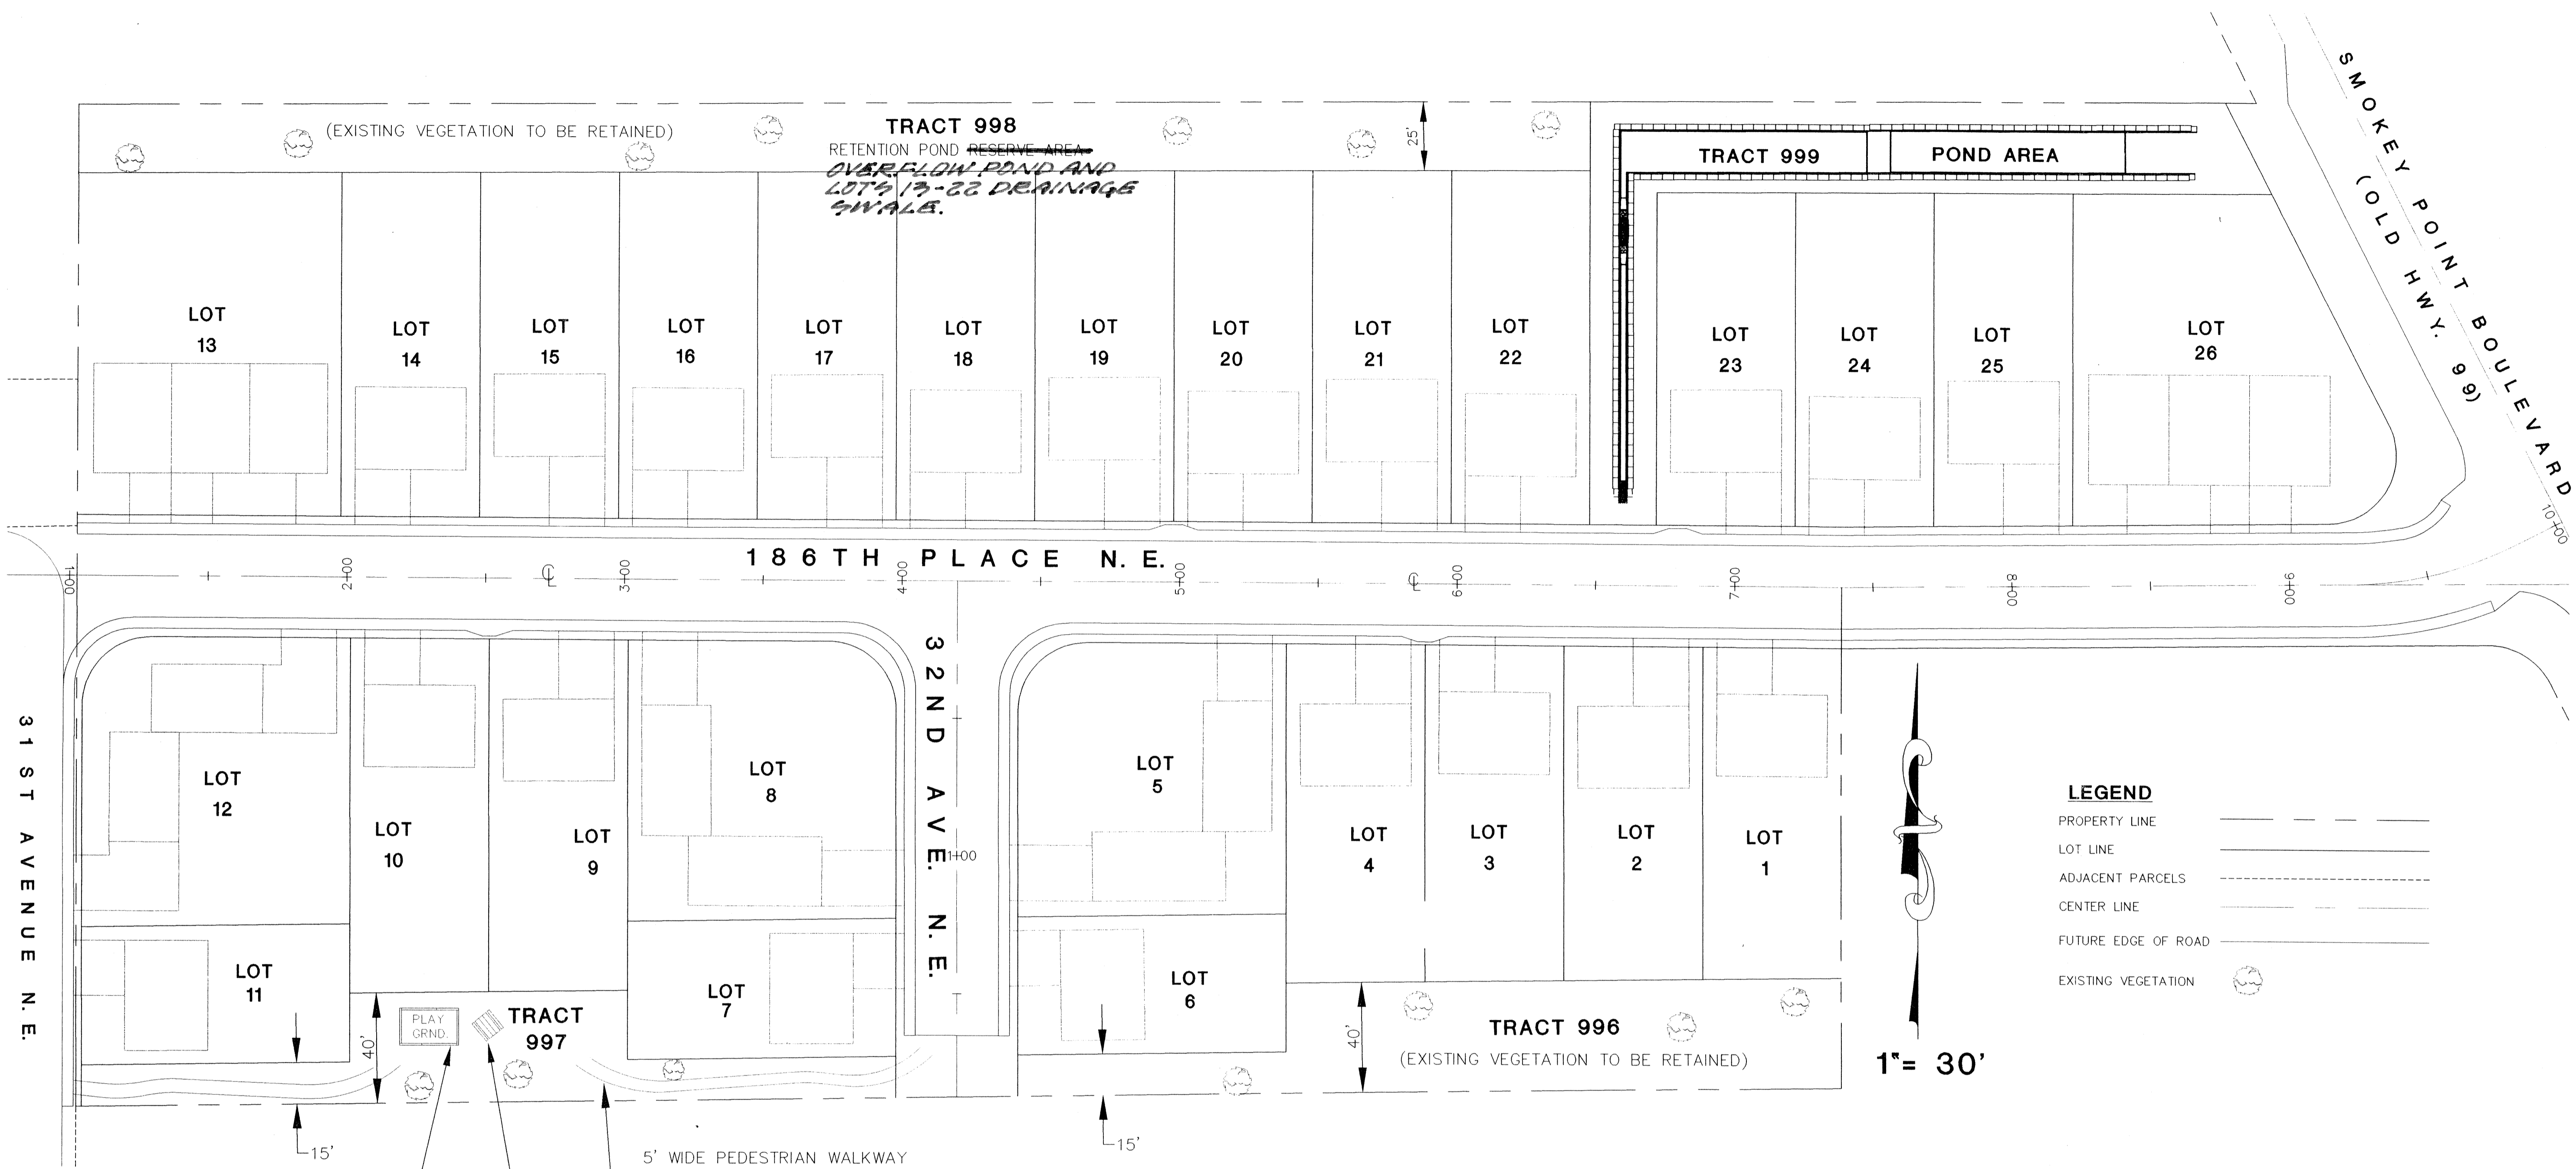 SMOKEY POINT BOULEVARD
(OLD HWY. 99)
(EXISTING VEGETATION TO BE RETAINED)
TRACT 998
RETENTION POND RESERVE AREA
OVERFLOW POND AND
LOTS 13-22 DRAINAGE
SWALE.
25'
TRACT 999
POND AREA
LOT
13
LOT
14
LOT
15
LOT
16
LOT
17
LOT
18
LOT
19
LOT
20
LOT
21
LOT
22
LOT
23
LOT
24
LOT
25
LOT
26
186TH PLACE N.E.
1+00
2+00
3+00
4+00
5+00
6+00
7+00
8+00
9+00
10+00
31ST AVENUE N.E.
32ND AVE. N.E.
1+00
LOT
12
LOT
10
LOT
9
LOT
8
LOT
5
LOT
4
LOT
3
LOT
2
LOT
1
LOT
11
LOT
7
LOT
6
PLAY
GRND.
TRACT
997
40'
15'
5' WIDE PEDESTRIAN WALKWAY
15'
40'
TRACT 996
(EXISTING VEGETATION TO BE RETAINED)
1"= 30'
LEGEND
PROPERTY LINE
LOT LINE
ADJACENT PARCELS
CENTER LINE
FUTURE EDGE OF ROAD
EXISTING VEGETATION